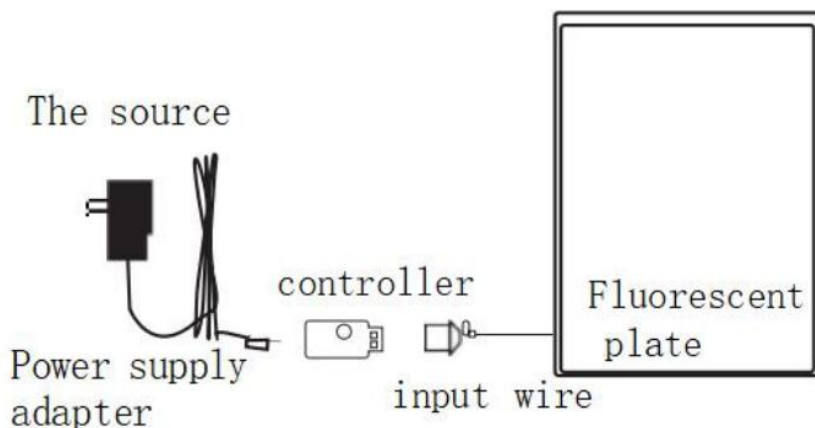 The source
controller
Fluorescent
plate
Power supply
adapter
input wire